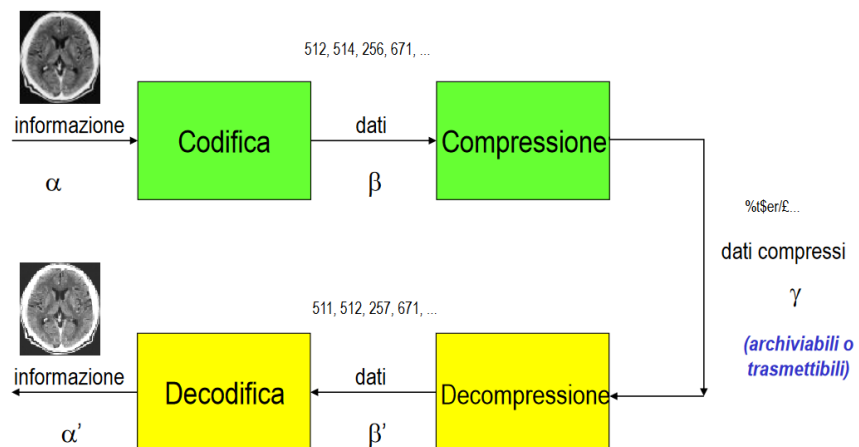 512, 514, 256, 671, ...
informazione
Codifica
dati
Compressione
α
β
%t$er/£...
dati compressi
γ
(archiviabili o
trasmettibili)
511, 512, 257, 671, ...
informazione
Decodifica
dati
Decompressione
α'
β'